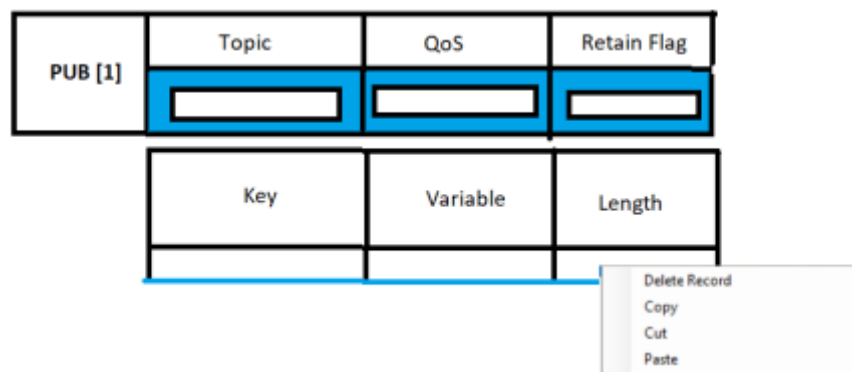 PUB [1]
Topic QoS Retain Flag
Key Variable Length
Delete Record
Copy
Cut
Paste